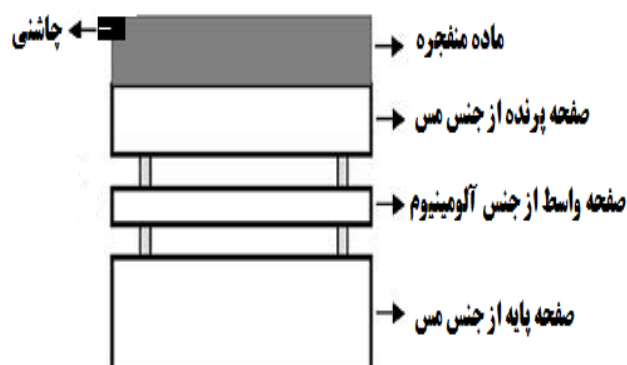 چاشنی
ماده منفجره
صفحه پرنده از جنس مس
صفحه واسط از جنس آلومینیوم
صفحه پایه از جنس مس